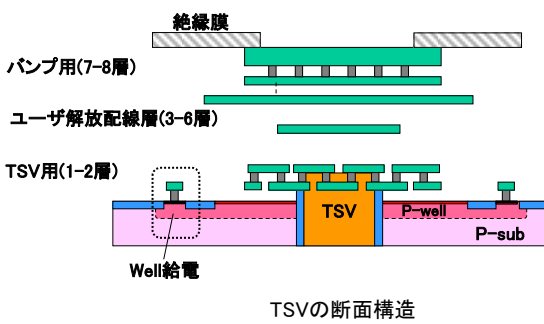 絶縁膜
バンプ用(7-8層)
ユーザ解放配線層(3-6層)
TSV用(1-2層)
TSV
P-well
P-sub
Well給電
TSVの断面構造